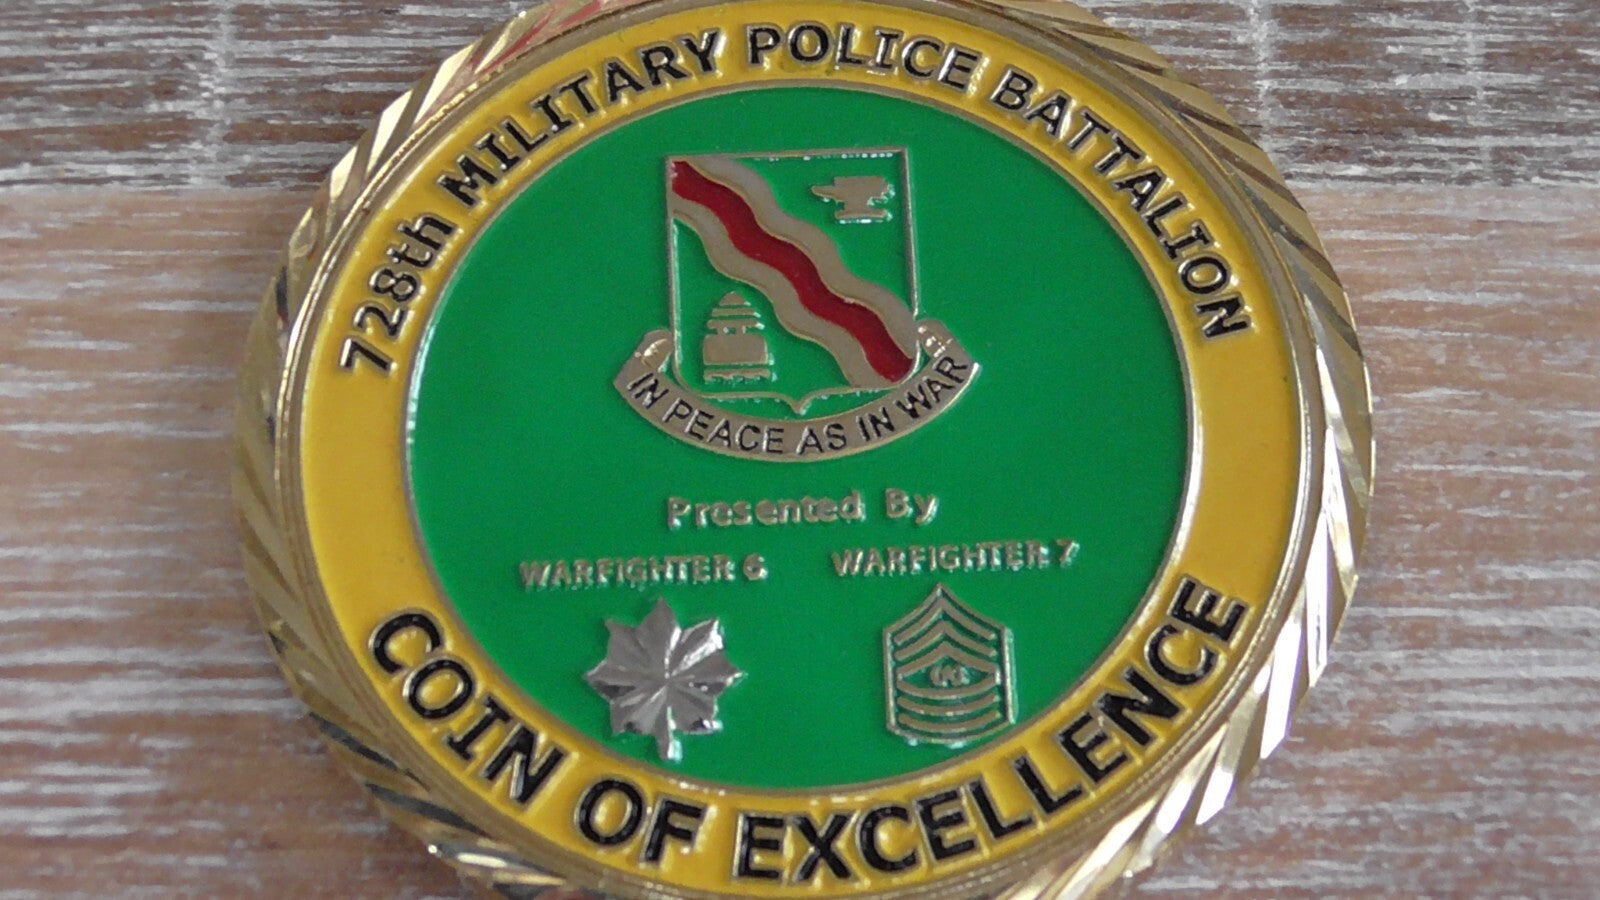 728th MILITARY POLICE BATTALION
IN PEACE AS IN WAR
Presented By
WARFIGHTER 6 WARFIGHTER 7
COIN OF EXCELLENCE